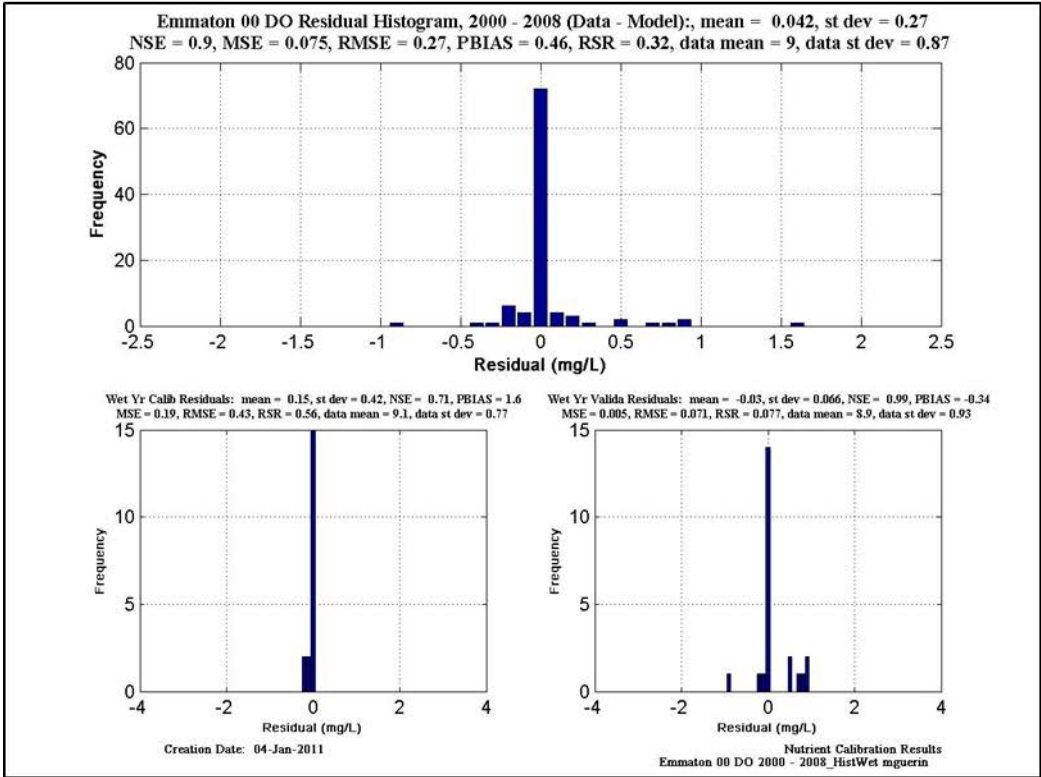 Emmaton 00 DO Residual Histogram, 2000 - 2008 (Data - Model):, mean = 0.042, st dev = 0.27
NSE = 0.9, MSE = 0.075, RMSE = 0.27, PBIAS = 0.46, RSR = 0.32, data mean = 9, data st dev = 0.87
80
60
40
20
0
Frequency
-2.5 -2 -1.5 -1 -0.5 0 0.5 1 1.5 2 2.5
Residual (mg/L)
Wet Yr Calib Residuals: mean = 0.15, st dev = 0.42, NSE = 0.71, PBIAS = 1.6
MSE = 0.19, RMSE = 0.43, RSR = 0.56, data mean = 9.1, data st dev = 0.77
15
10
5
0
Frequency
-4 -2 0 2 4
Residual (mg/L)
Creation Date: 04-Jan-2011
Wet Yr Valida Residuals: mean = -0.03, st dev = 0.066, NSE = 0.99, PBIAS = -0.34
MSE = 0.005, RMSE = 0.071, RSR = 0.077, data mean = 8.9, data st dev = 0.93
15
10
5
0
Frequency
-4 -2 0 2 4
Residual (mg/L)
Nutrient Calibration Results
Emmaton 00 DO 2000 - 2008_HistWet mguerin